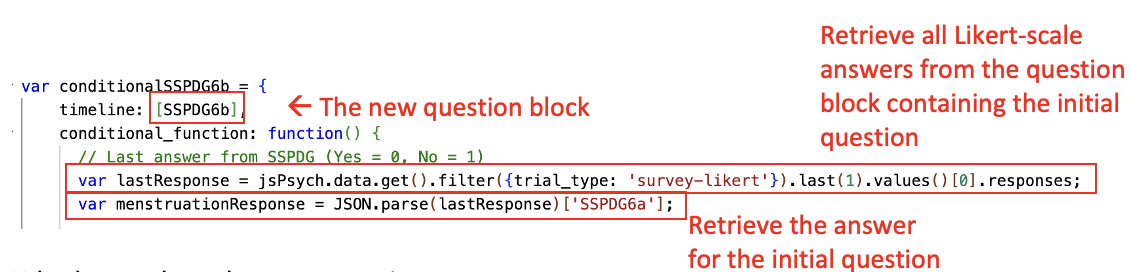 Retrieve all Likert-scale
answers from the question
block containing the initial
question
var conditionalSSPDG6b = {
timeline: [SSPDG6b],
← The new question block
conditional_function: function() {
// Last answer from SSPDG (Yes = 0, No = 1)
var lastResponse = jsPsych.data.get().filter({trial_type: 'survey-likert'}).last(1).values()[0].responses;
var menstruationResponse = JSON.parse(lastResponse)['SSPDG6a'];
Retrieve the answer
for the initial question